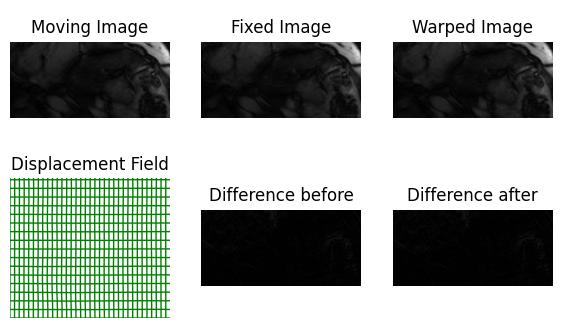 Moving Image
Fixed Image
Warped Image
Displacement Field
Difference before
Difference after